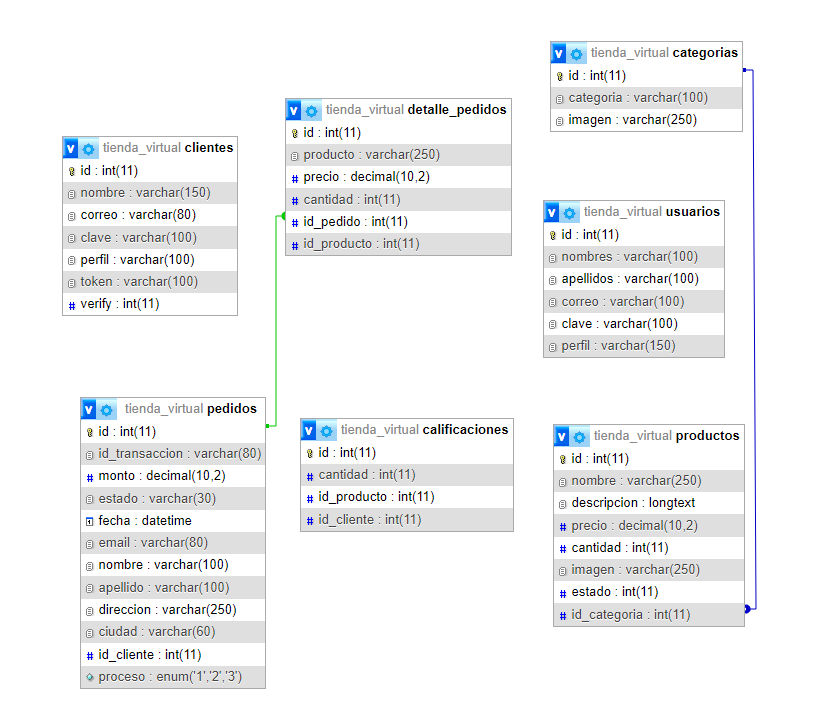 tienda_virtual clientes
id : int(11)
nombre : varchar(150)
correo : varchar(80)
clave : varchar(100)
perfil : varchar(100)
token : varchar(100)
# verify : int(11)
tienda_virtual detalle_pedidos
id : int(11)
producto : varchar(250)
# precio : decimal(10,2)
# cantidad : int(11)
# id_pedido : int(11)
# id_producto : int(11)
tienda_virtual categorias
id : int(11)
categoria : varchar(100)
imagen : varchar(250)
tienda_virtual usuarios
id : int(11)
nombres : varchar(100)
apellidos : varchar(100)
correo : varchar(100)
clave : varchar(100)
perfil : varchar(150)
tienda_virtual pedidos
id : int(11)
id_transaccion : varchar(80)
# monto : decimal(10,2)
estado : varchar(30)
fecha : datetime
email : varchar(80)
nombre : varchar(100)
apellido : varchar(100)
direccion : varchar(250)
ciudad : varchar(60)
# id_cliente : int(11)
proceso : enum('1','2','3')
tienda_virtual calificaciones
id : int(11)
# cantidad : int(11)
# id_producto : int(11)
# id_cliente : int(11)
tienda_virtual productos
id : int(11)
nombre : varchar(250)
descripcion : longtext
# precio : decimal(10,2)
# cantidad : int(11)
imagen : varchar(250)
# estado : int(11)
# id_categoria : int(11)